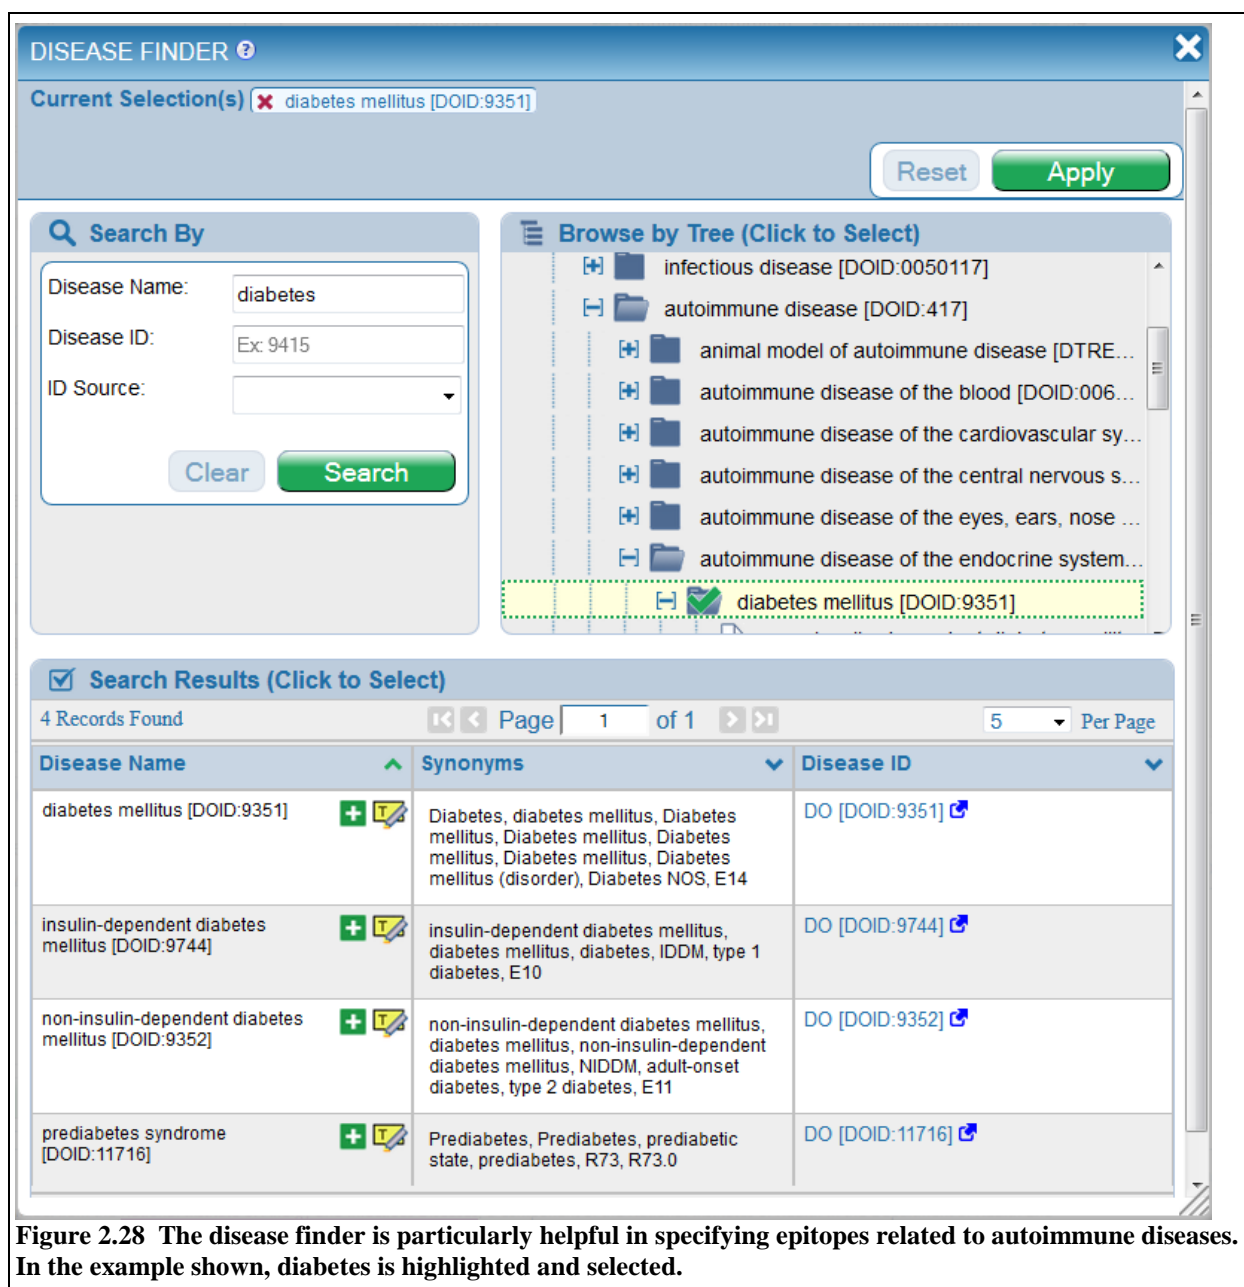 DISEASE FINDER ?
Current Selection(s) diabetes mellitus [DOID:9351]
Reset Apply
Search By
Disease Name: diabetes
Disease ID: Ex: 9415
ID Source:
Clear Search
Browse by Tree (Click to Select)
[+] infectious disease [DOID:0050117]
[-] autoimmune disease [DOID:417]
[+] animal model of autoimmune disease [DTRE...
[+] autoimmune disease of the blood [DOID:006...
[+] autoimmune disease of the cardiovascular sy...
[+] autoimmune disease of the central nervous s...
[+] autoimmune disease of the eyes, ears, nose ...
[-] autoimmune disease of the endocrine system...
[-] diabetes mellitus [DOID:9351]
Search Results (Click to Select)
4 Records Found Page 1 of 1 5 Per Page
Disease Name Synonyms Disease ID
diabetes mellitus [DOID:9351]
Diabetes, diabetes mellitus, Diabetes
mellitus, Diabetes mellitus, Diabetes
mellitus, Diabetes mellitus, Diabetes
mellitus (disorder), Diabetes NOS, E14
DO [DOID:9351]
insulin-dependent diabetes
mellitus [DOID:9744]
insulin-dependent diabetes mellitus,
diabetes mellitus, diabetes, IDDM, type 1
diabetes, E10
DO [DOID:9744]
non-insulin-dependent diabetes
mellitus [DOID:9352]
non-insulin-dependent diabetes mellitus,
diabetes mellitus, non-insulin-dependent
diabetes mellitus, NIDDM, adult-onset
diabetes, type 2 diabetes, E11
DO [DOID:9352]
prediabetes syndrome
[DOID:11716]
Prediabetes, Prediabetes, prediabetic
state, prediabetes, R73, R73.0
DO [DOID:11716]
Figure 2.28 The disease finder is particularly helpful in specifying epitopes related to autoimmune diseases.
In the example shown, diabetes is highlighted and selected.